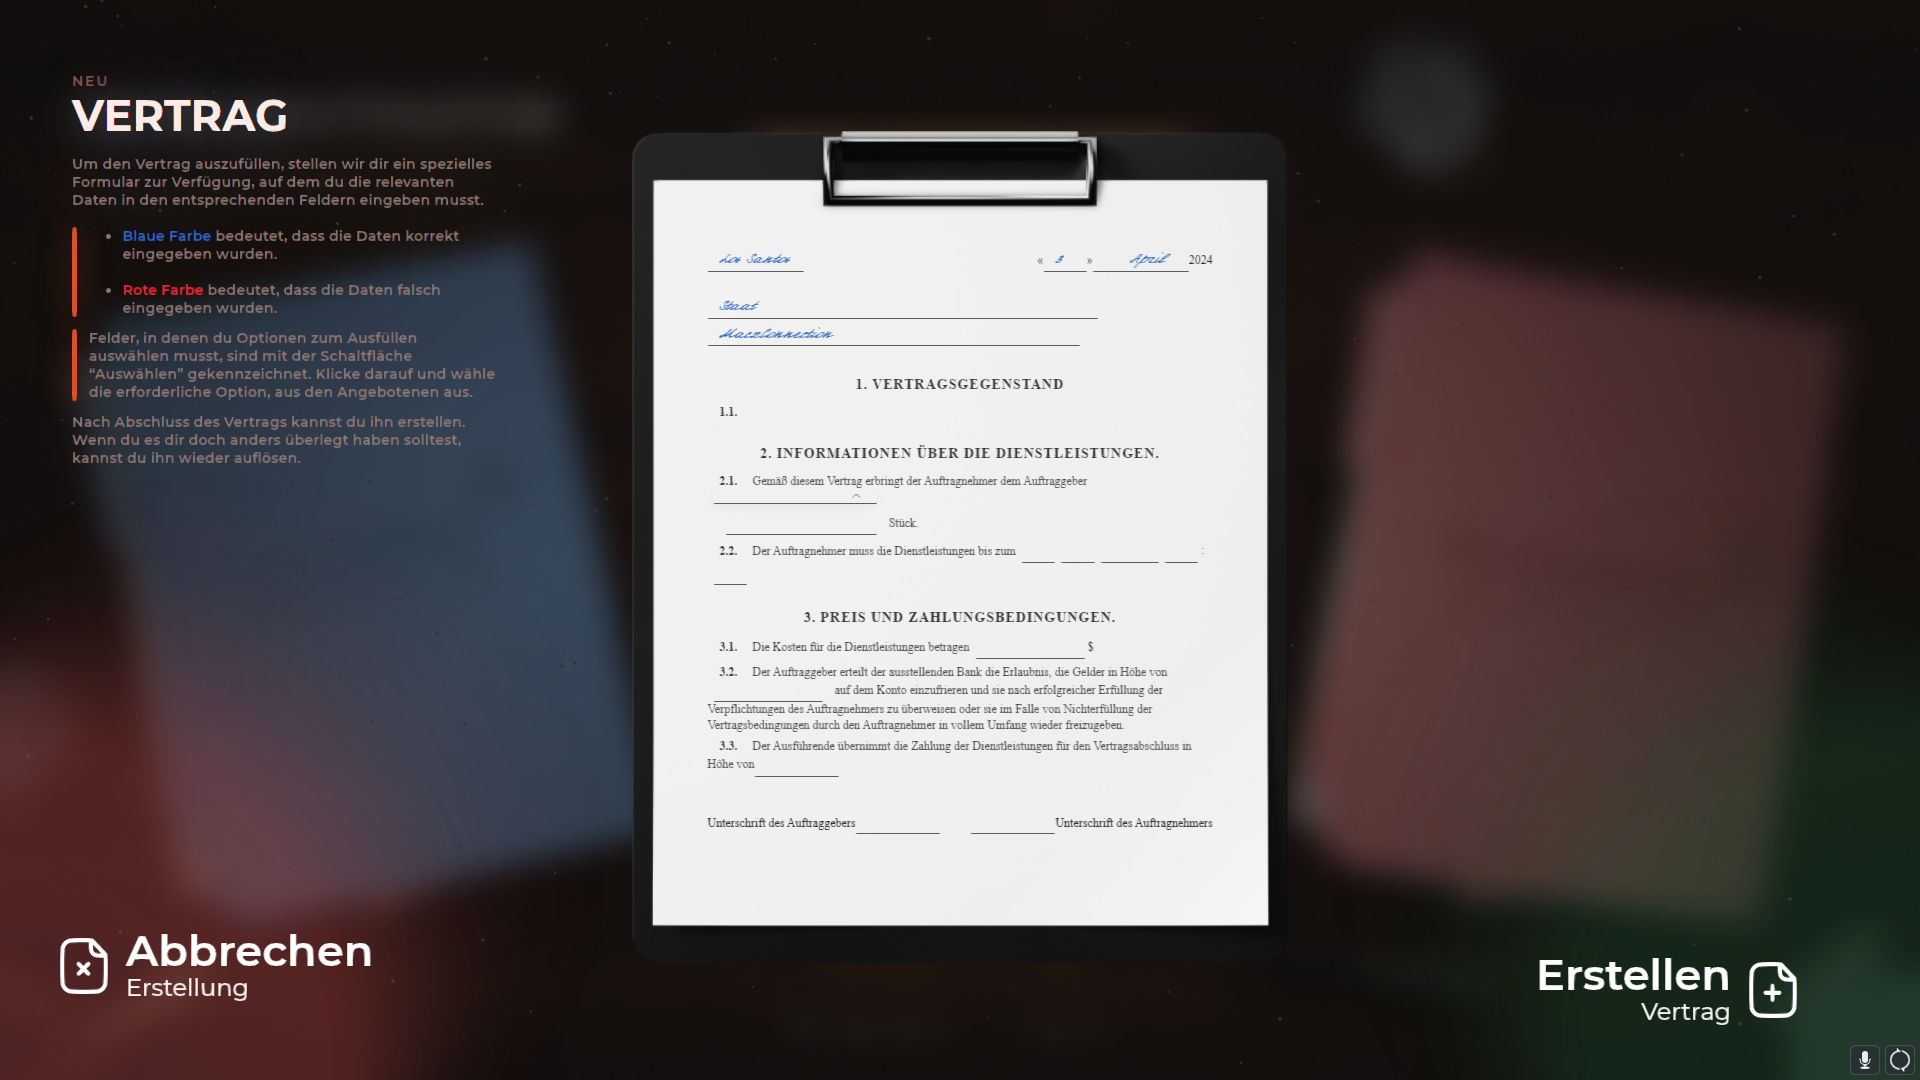 NEU
VERTRAG
Um den Vertrag auszufüllen, stellen wir dir ein spezielles
Formular zur Verfügung, auf dem du die relevanten
Daten in den entsprechenden Feldern eingeben musst.
• Blaue Farbe bedeutet, dass die Daten korrekt
eingegeben wurden.
• Rote Farbe bedeutet, dass die Daten falsch
eingegeben wurden.
Felder, in denen du Optionen zum Ausfüllen
auswählen musst, sind mit der Schaltfläche
“Auswählen” gekennzeichnet. Klicke darauf und wähle
die erforderliche Option, aus den Angebotenen aus.
Nach Abschluss des Vertrags kannst du ihn erstellen.
Wenn du es dir doch anders überlegt haben solltest,
kannst du ihn wieder auflösen.
Los Santos « 3 » April 2024
Staat
MazeConnection
1. VERTRAGSGEGENSTAND
1.1.
2. INFORMATIONEN ÜBER DIE DIENSTLEISTUNGEN.
2.1. Gemäß diesem Vertrag erbringt der Auftragnehmer dem Auftraggeber
Stück.
2.2. Der Auftragnehmer muss die Dienstleistungen bis zum :
3. PREIS UND ZAHLUNGSBEDINGUNGEN.
3.1. Die Kosten für die Dienstleistungen betragen $
3.2. Der Auftraggeber erteilt der ausstellenden Bank die Erlaubnis, die Gelder in Höhe von
auf dem Konto einzufrieren und sie nach erfolgreicher Erfüllung der
Verpflichtungen des Auftragnehmers zu überweisen oder sie im Falle von Nichterfüllung der
Vertragsbedingungen durch den Auftragnehmer in vollem Umfang wieder freizugeben.
3.3. Der Ausführende übernimmt die Zahlung der Dienstleistungen für den Vertragsabschluss in
Höhe von
Unterschrift des Auftraggebers Unterschrift des Auftragnehmers
Abbrechen
Erstellung
Erstellen
Vertrag